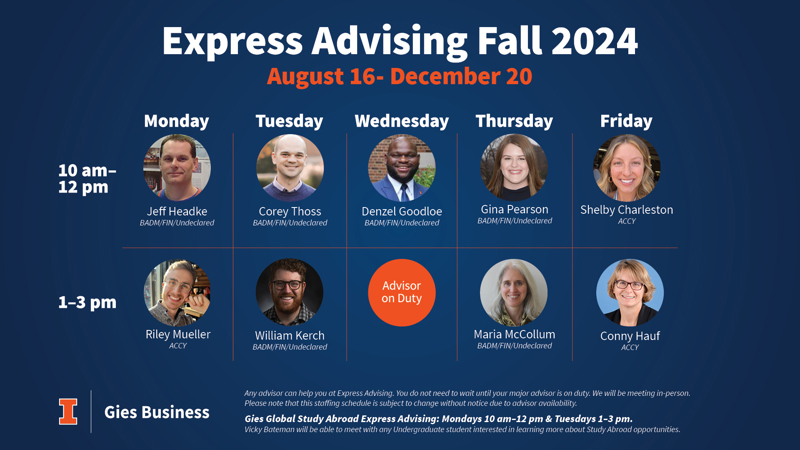 Express Advising Fall 2024
August 16- December 20
Monday
Tuesday
Wednesday
Thursday
Friday
10 am–
12 pm
Jeff Headke
BADM/FIN/Undeclared
Corey Thoss
BADM/FIN/Undeclared
Denzel Goodloe
BADM/FIN/Undeclared
Gina Pearson
BADM/FIN/Undeclared
Shelby Charleston
ACCY
1–3 pm
Riley Mueller
ACCY
William Kerch
BADM/FIN/Undeclared
Advisor
on Duty
Maria McCollum
BADM/FIN/Undeclared
Conny Hauf
ACCY
I
Gies Business
Any advisor can help you at Express Advising. You do not need to wait until your major advisor is on duty. We will be meeting in-person.
Please note that this staffing schedule is subject to change without notice due to advisor availability.
Gies Global Study Abroad Express Advising: Mondays 10 am–12 pm & Tuesdays 1–3 pm.
Vicky Bateman will be able to meet with any Undergraduate student interested in learning more about Study Abroad opportunities.